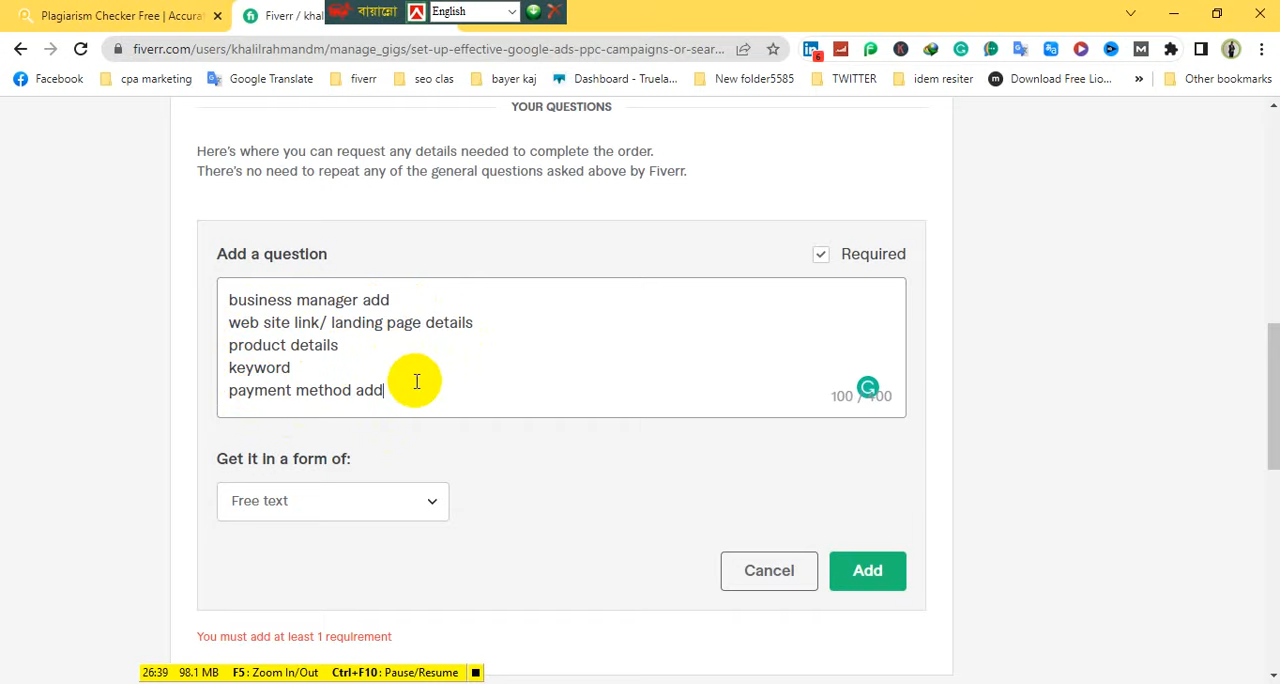 Plagiarism Checker Free | Accura
Fiverr / khal
বায়ান্নো
English
fiverr.com/users/khalilrahmandm/manage_gigs/set-up-effective-google-ads-ppc-campaigns-or-sear...
Facebook
cpa marketing
Google Translate
fiverr
seo clas
bayer kaj
Dashboard - Truela...
New folder5585
TWITTER
idem resiter
Download Free Lio...
»
Other bookmarks
YOUR QUESTIONS
Here's where you can request any details needed to complete the order.
There's no need to repeat any of the general questions asked above by Fiverr.
Add a question
Required
business manager add
web site link/ landing page details
product details
keyword
payment method add
100 / 400
Get it in a form of:
Free text
Cancel
Add
You must add at least 1 requirement
26:39 98.1 MB F5: Zoom In/Out Ctrl+F10: Pause/Resume